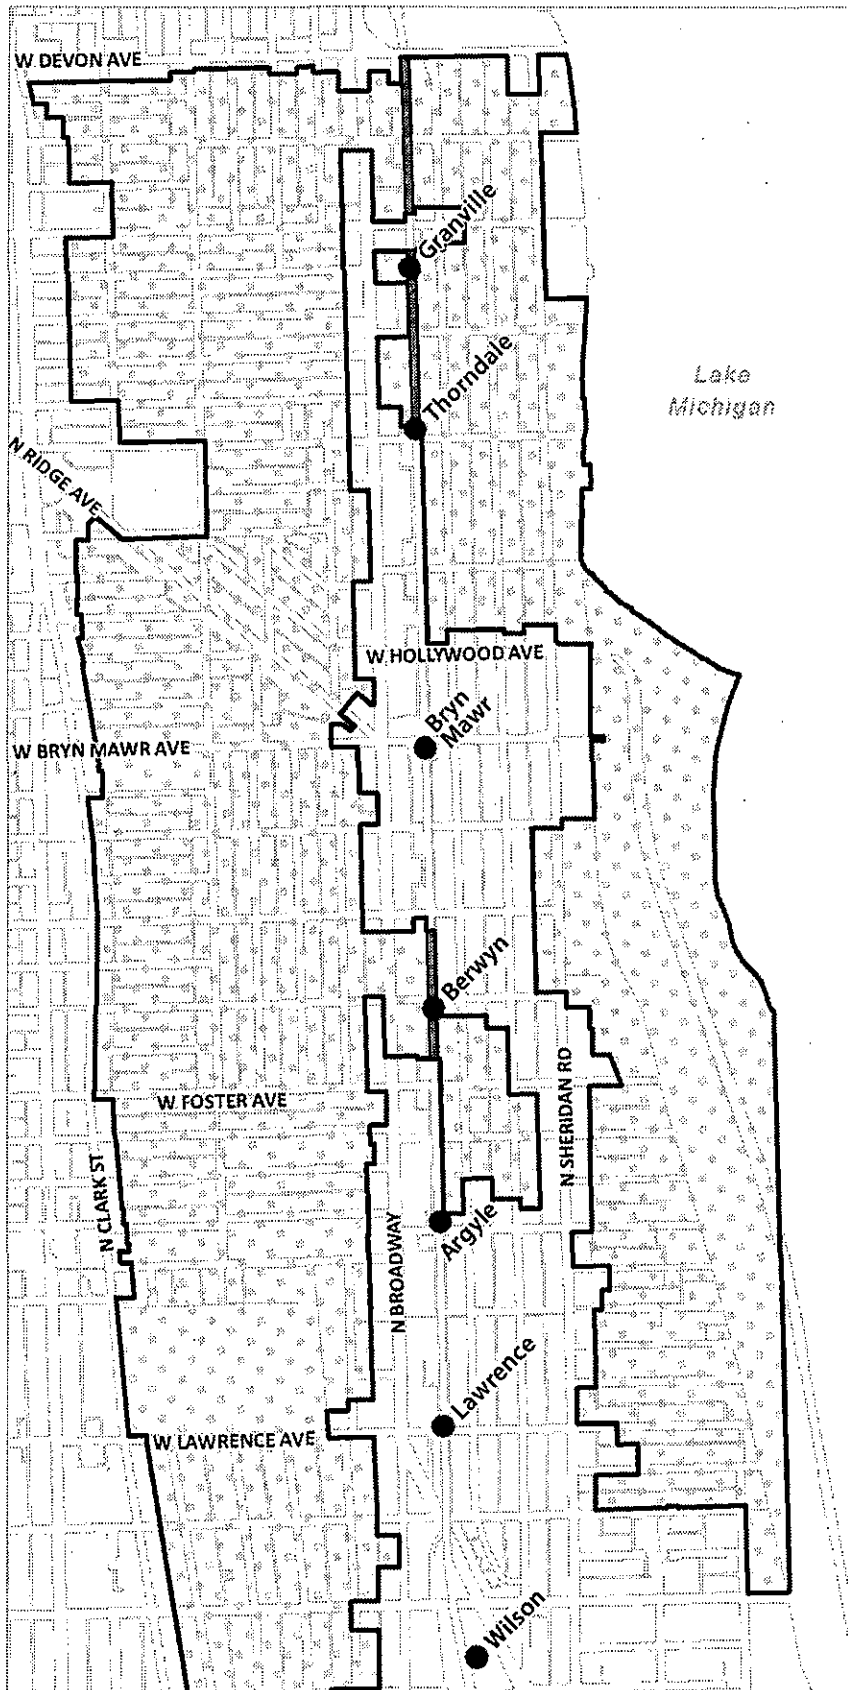 W DEVON AVE
Granville
Thorndale
Lake
Michigan
N RIDGE AVE
W HOLLYWOOD AVE
Bryn
Mawr
W BRYN MAWR AVE
Berwyn
N SHERIDAN RD
W FOSTER AVE
N CLARK ST
Argyle
N BROADWAY
Lawrence
W LAWRENCE AVE
Wilson